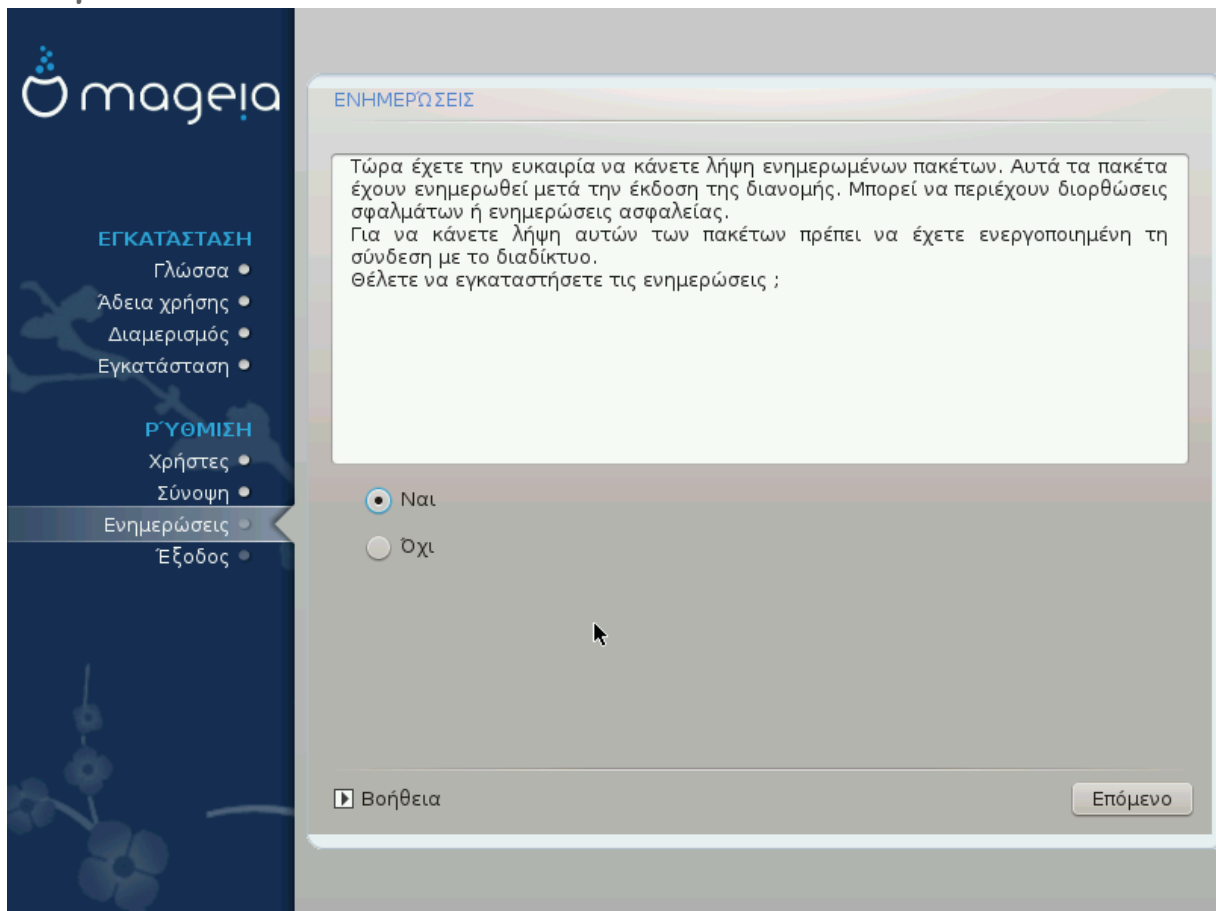 mageia
ΕΓΚΑΤΆΣΤΑΣΗ
Γλώσσα
Άδεια χρήσης
Διαμερισμός
Εγκατάσταση
ΡΎΘΜΙΣΗ
Χρήστες
Σύνοψη
Ενημερώσεις
Έξοδος
ΕΝΗΜΕΡΏΣΕΙΣ
Τώρα έχετε την ευκαιρία να κάνετε λήψη ενημερωμένων πακέτων. Αυτά τα πακέτα
έχουν ενημερωθεί μετά την έκδοση της διανομής. Μπορεί να περιέχουν διορθώσεις
σφαλμάτων ή ενημερώσεις ασφαλείας.
Για να κάνετε λήψη αυτών των πακέτων πρέπει να έχετε ενεργοποιημένη τη
σύνδεση με το διαδίκτυο.
Θέλετε να εγκαταστήσετε τις ενημερώσεις ;
Ναι
Όχι
Βοήθεια
Επόμενο